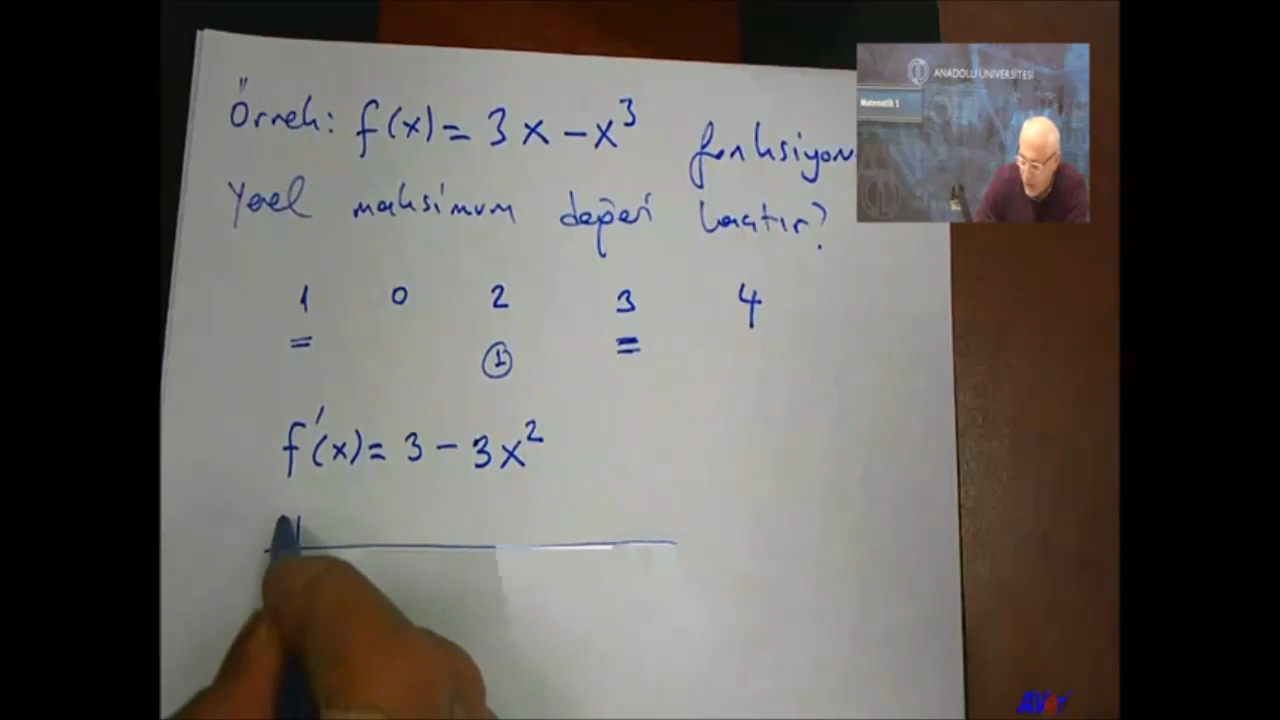 Örnek: f(x) = 3x - x³ fonksiyon
Yerel maksimum değeri kaçtır?
1 0 2 3 4
= ① =
f'(x) = 3 - 3x²
ANADOLU ÜNİVERSİTESİ
Matematik 1